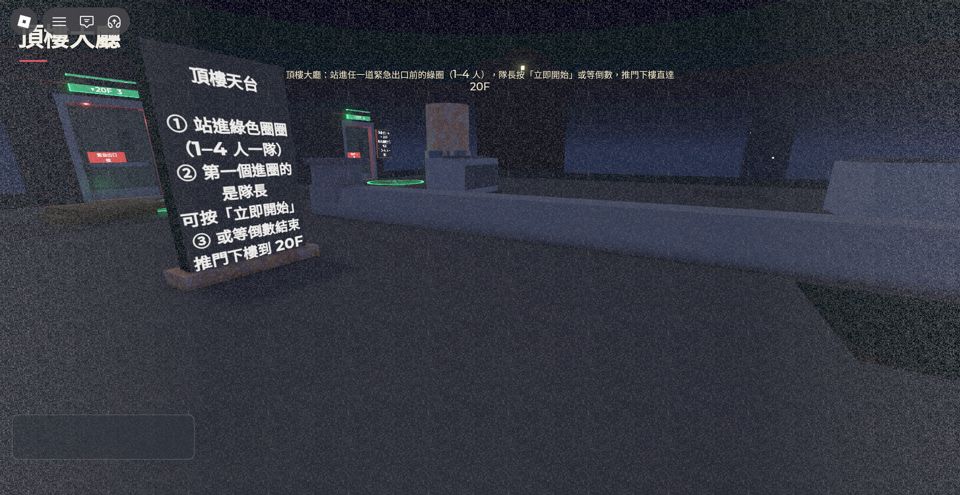 頂樓大廳
頂樓大廳：站進任一道緊急出口前的綠圈（1–4 人），隊長按「立即開始」或等倒數，推門下樓直達
20F
頂樓天台
① 站進綠色圈圈
（1–4 人一隊）
② 第一個進圈的
是隊長
可按「立即開始」
③ 或等倒數結束
推門下樓到 20F